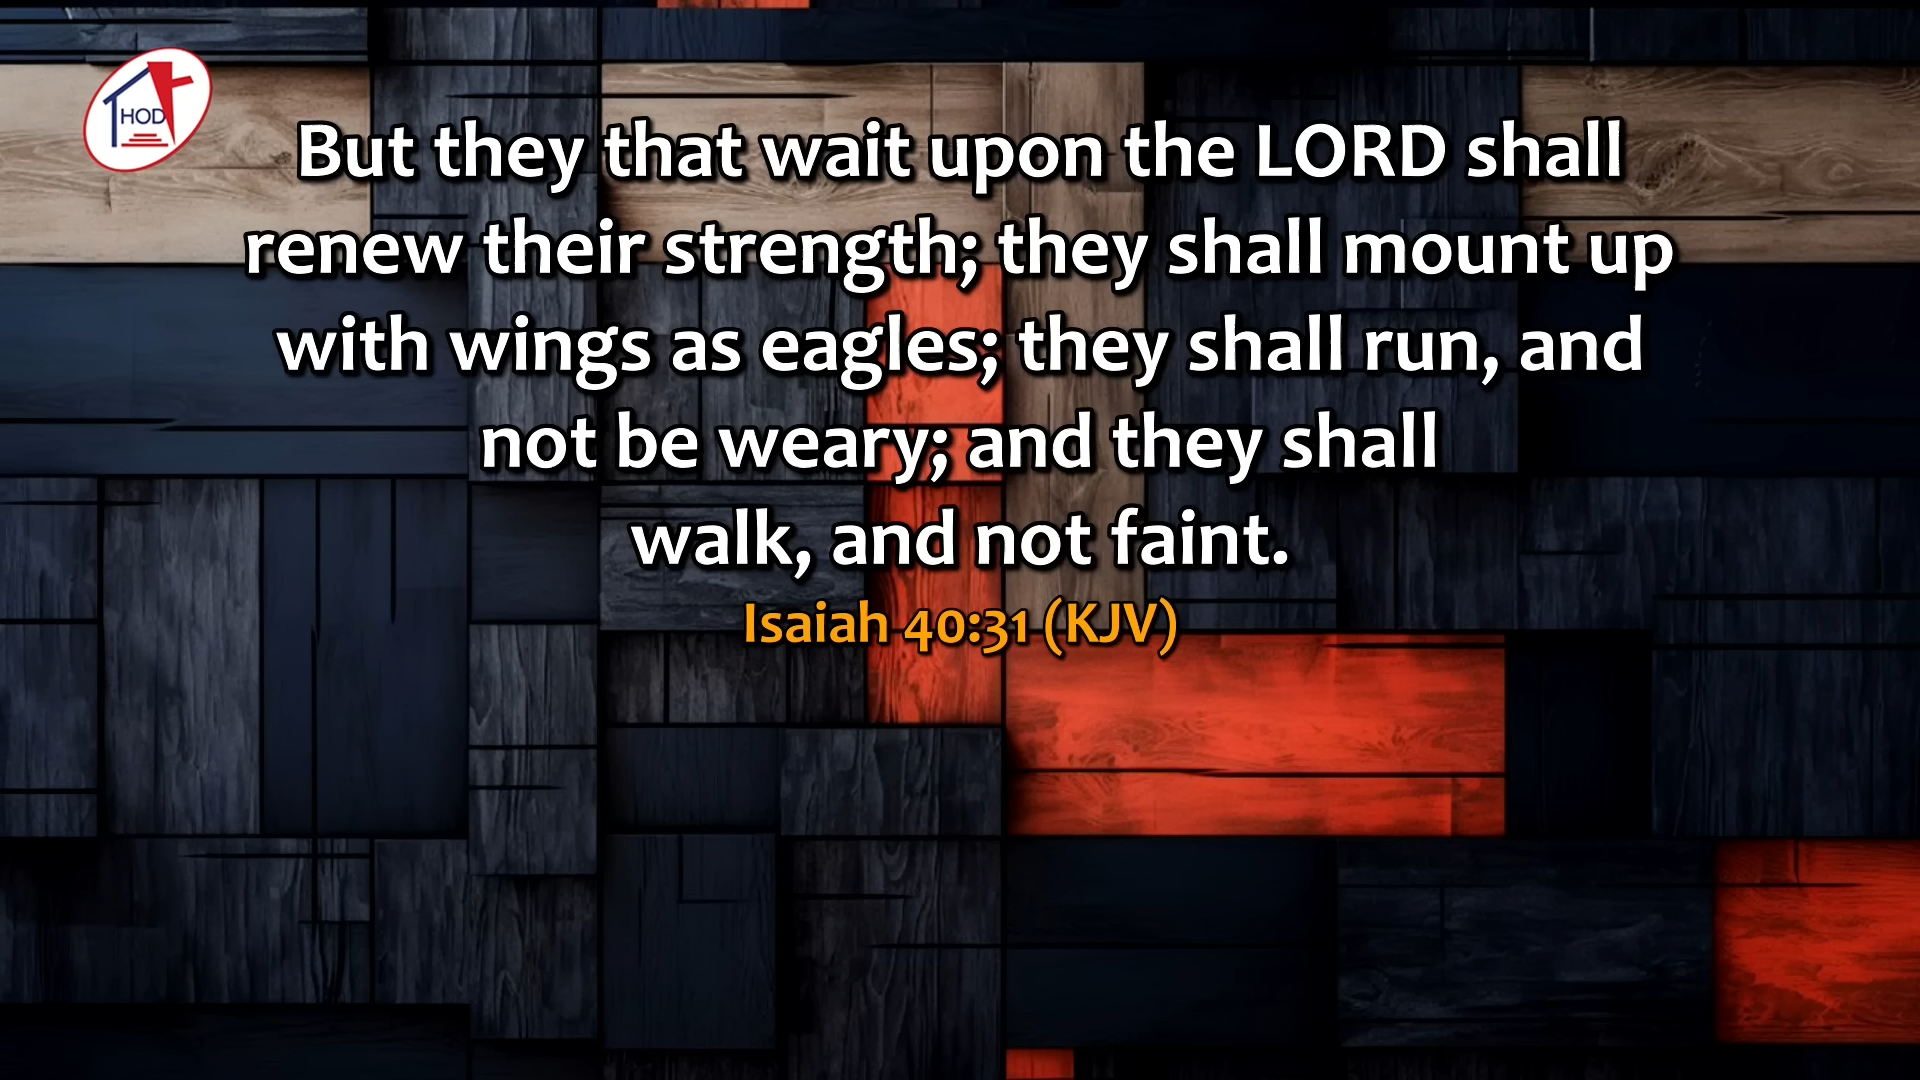 HOD
But they that wait upon the LORD shall
renew their strength; they shall mount up
with wings as eagles; they shall run, and
not be weary; and they shall
walk, and not faint.
Isaiah 40:31 (KJV)